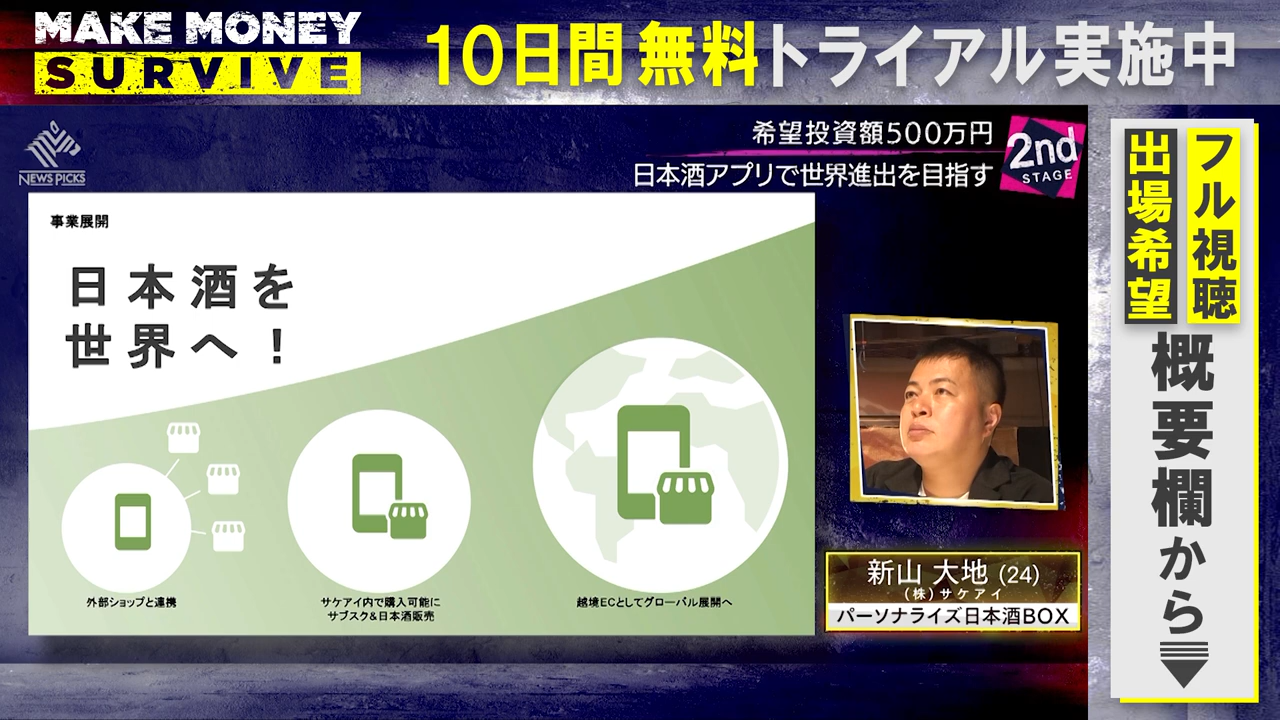 MAKE MONEY
SURVIVE
10日間 無料トライアル実施中
NEWS PICKS
希望投資額500万円
日本酒アプリで世界進出を目指す
2nd
STAGE
事業展開
日本酒を
世界へ!
外部ショップと連携
サケアイ内で購入可能に
サブスク&日本酒販売
越境ECとしてグローバル展開へ
新山 大地 (24)
(株)サケアイ
パーソナライズ日本酒BOX
フル視聴
出場希望
概要欄から